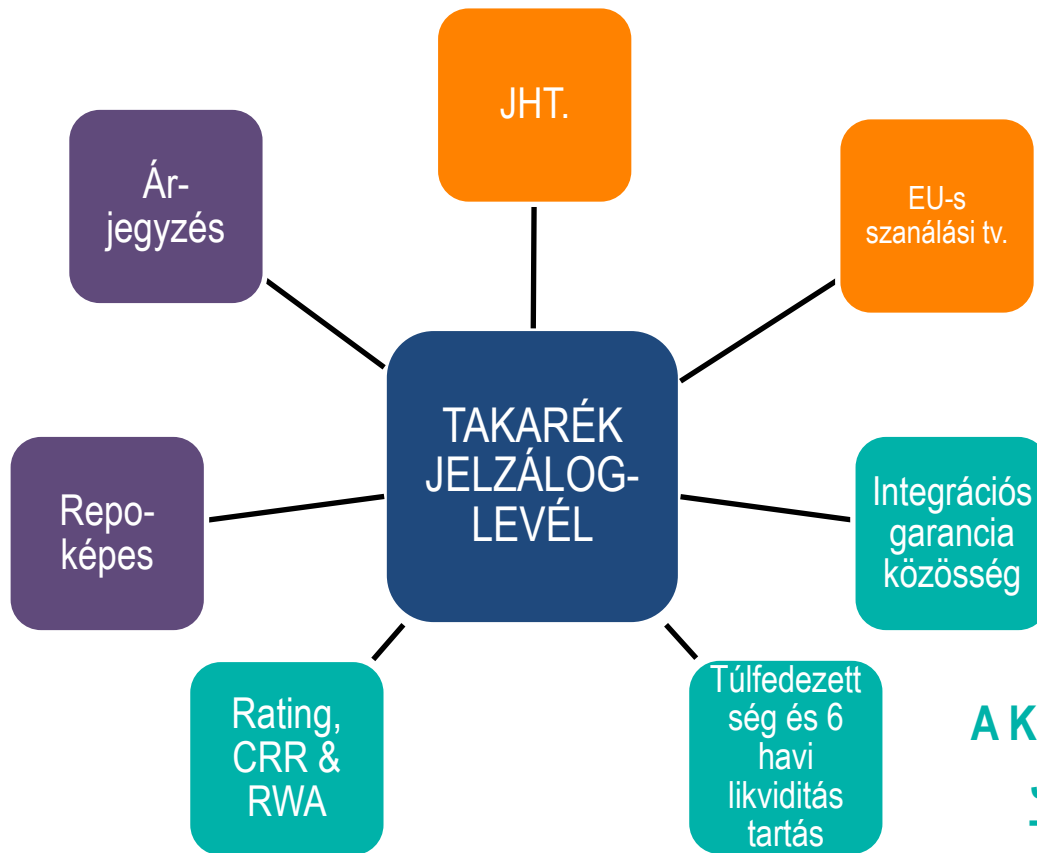 JHT.
Ár-
jegyzés
EU-s
szanálási tv.
TAKARÉK
JELZÁLOG-
LEVÉL
Repo-
képes
Integrációs
garancia
közösség
Rating,
CRR &
RWA
Túlfedezett
ség és 6
havi
likviditás
tartás
A K